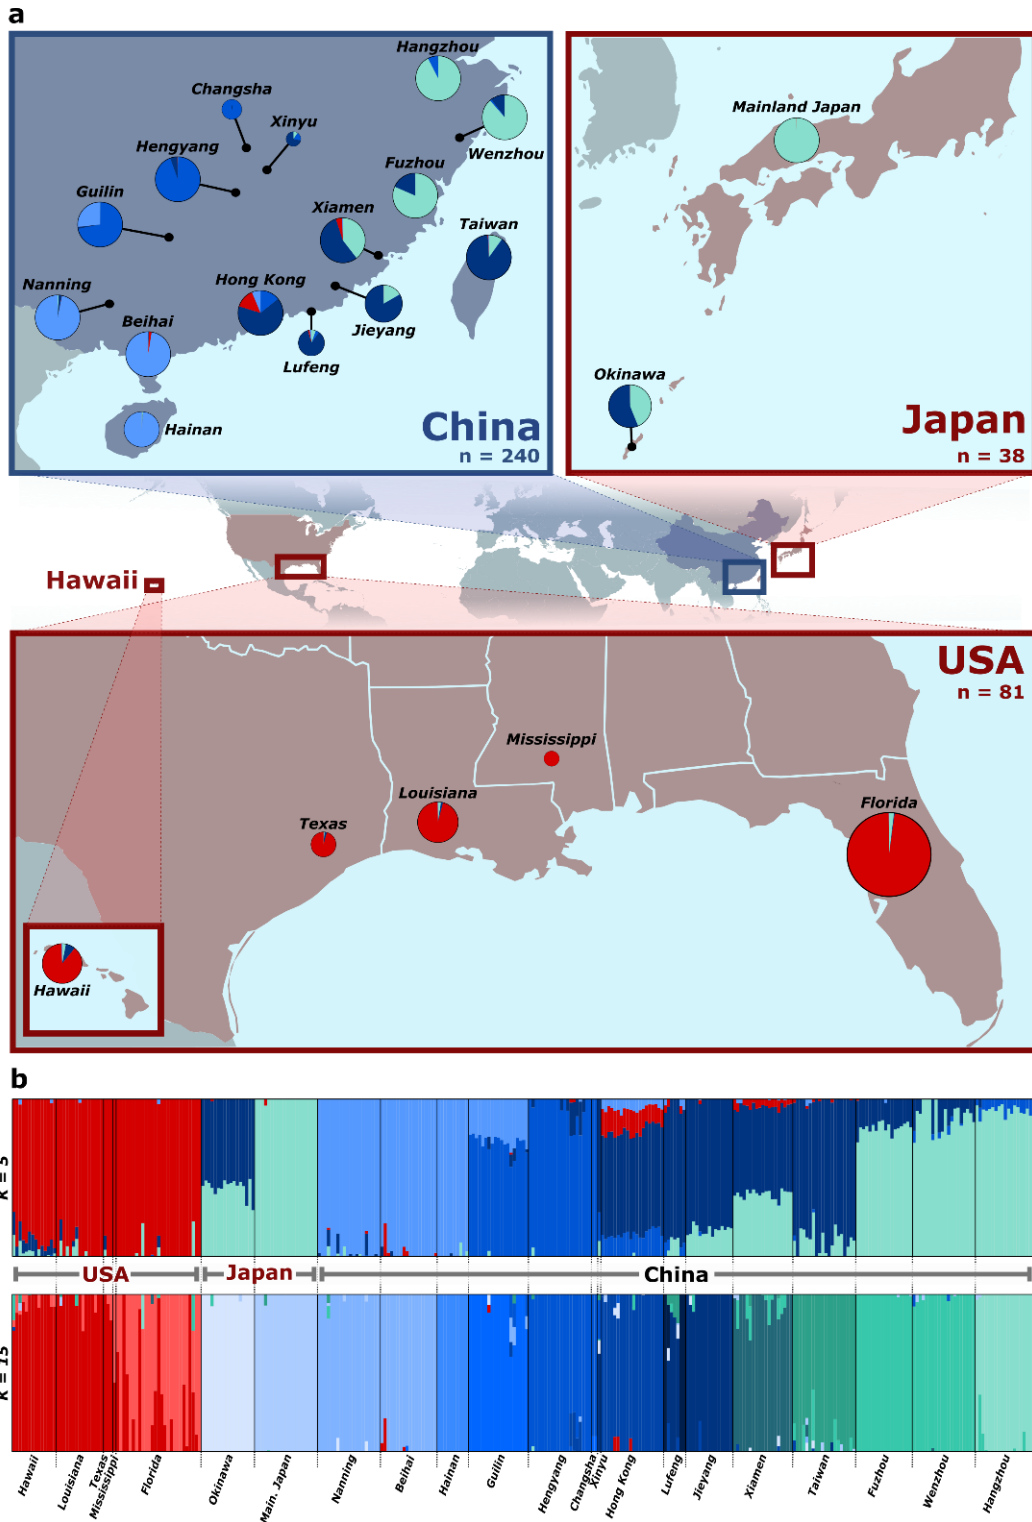 a
Hangzhou
Changsha
Xinyu
Wenzhou
Hengyang
Fuzhou
Guilin
Xiamen
Taiwan
Nanning
Hong Kong
Beihai
Jieyang
Lufeng
Hainan
China
n = 240
Mainland Japan
Okinawa
Japan
n = 38
Hawaii
USA
n = 81
Mississippi
Louisiana
Texas
Florida
Hawaii
b
k = 5
USA
Japan
China
k = 15
Hawaii
Louisiana
Texas
Mississippi
Florida
Okinawa
Main. Japan
Nanning
Beihai
Hainan
Guilin
Hengyang
Changsha
Xinyu
Hong Kong
Lufeng
Jieyang
Xiamen
Taiwan
Fuzhou
Wenzhou
Hangzhou